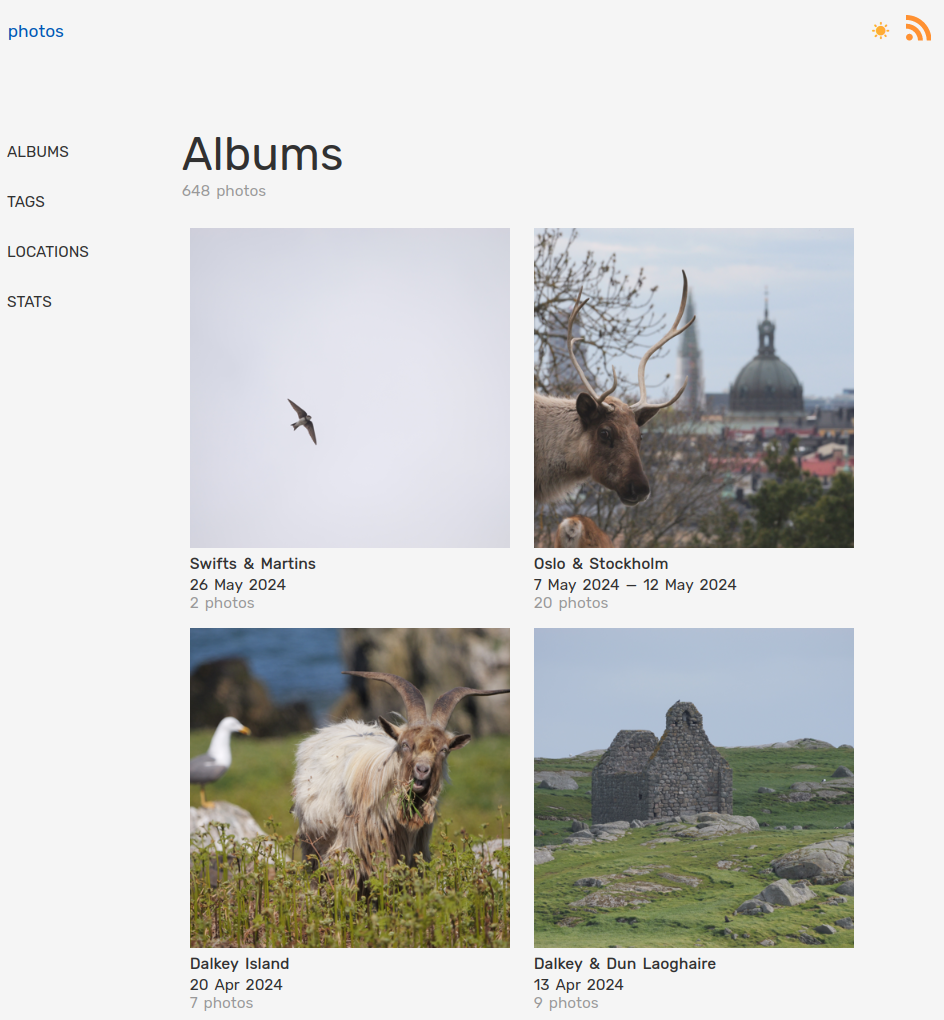 photos
ALBUMS
TAGS
LOCATIONS
STATS
Albums
648 photos
Swifts & Martins
26 May 2024
2 photos
Oslo & Stockholm
7 May 2024 — 12 May 2024
20 photos
Dalkey Island
20 Apr 2024
7 photos
Dalkey & Dun Laoghaire
13 Apr 2024
9 photos